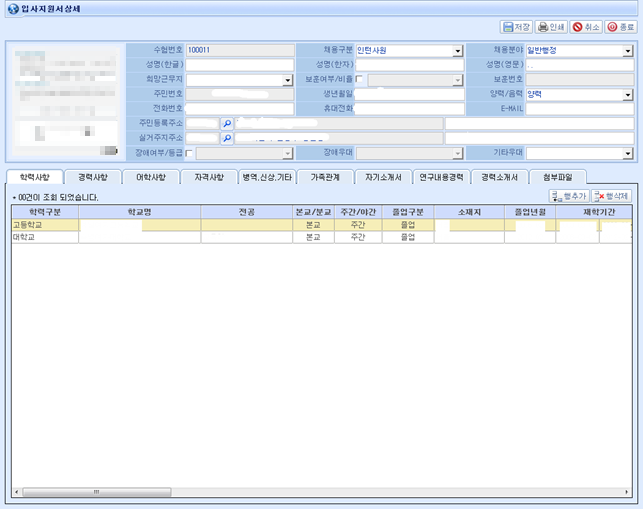 입사지원서상세
저장 인쇄 취소 종료
수험번호 100011 채용구분 인턴사원 채용분야 일반행정
성명(한글) 성명(한자) 성명(영문) . .
희망근무지 보훈여부/비율 보훈번호
주민번호 생년월일 양력/음력 양력
전화번호 휴대전화 E-MAIL
주민등록주소
실거주지주소
장애여부/등급 장애우대 기타우대
학력사항 경력사항 어학사항 자격사항 병역,신상,기타 가족관계 자기소개서 연구내용경력 경력소개서 첨부파일
• 00건이 조회 되었습니다. 행추가 행삭제
학력구분 학교명 전공 본교/분교 주간/야간 졸업구분 소재지 졸업년월 재학기간
고등학교 본교 주간 졸업
대학교 본교 주간 졸업